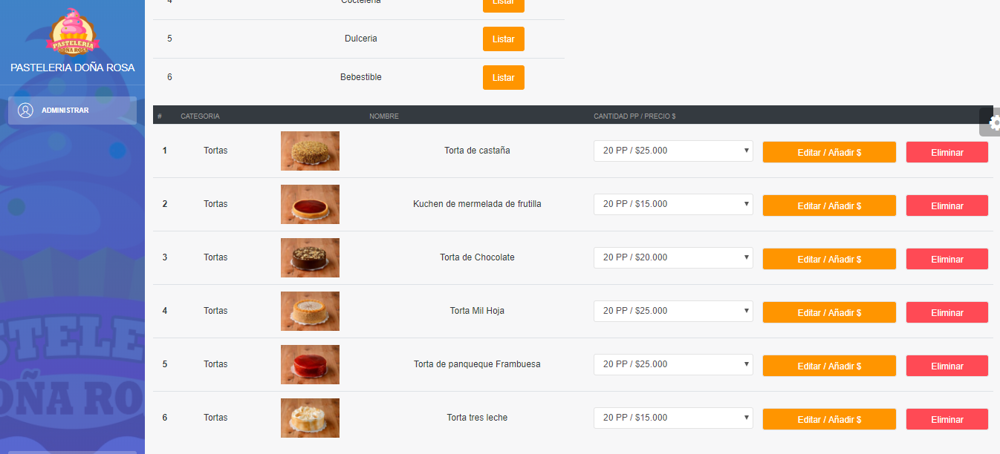 PASTELERÍA
DOÑA ROSA
PASTELERIA DOÑA ROSA
ADMINISTRAR
4 Coctelería Listar
5 Dulceria Listar
6 Bebestible Listar
# CATEGORIA NOMBRE CANTIDAD PP / PRECIO $
1 Tortas Torta de castaña 20 PP / $25.000 Editar / Añadir $ Eliminar
2 Tortas Kuchen de mermelada de frutilla 20 PP / $15.000 Editar / Añadir $ Eliminar
3 Tortas Torta de Chocolate 20 PP / $20.000 Editar / Añadir $ Eliminar
4 Tortas Torta Mil Hoja 20 PP / $25.000 Editar / Añadir $ Eliminar
5 Tortas Torta de panqueque Frambuesa 20 PP / $25.000 Editar / Añadir $ Eliminar
6 Tortas Torta tres leche 20 PP / $15.000 Editar / Añadir $ Eliminar
STELE
DOÑA RO